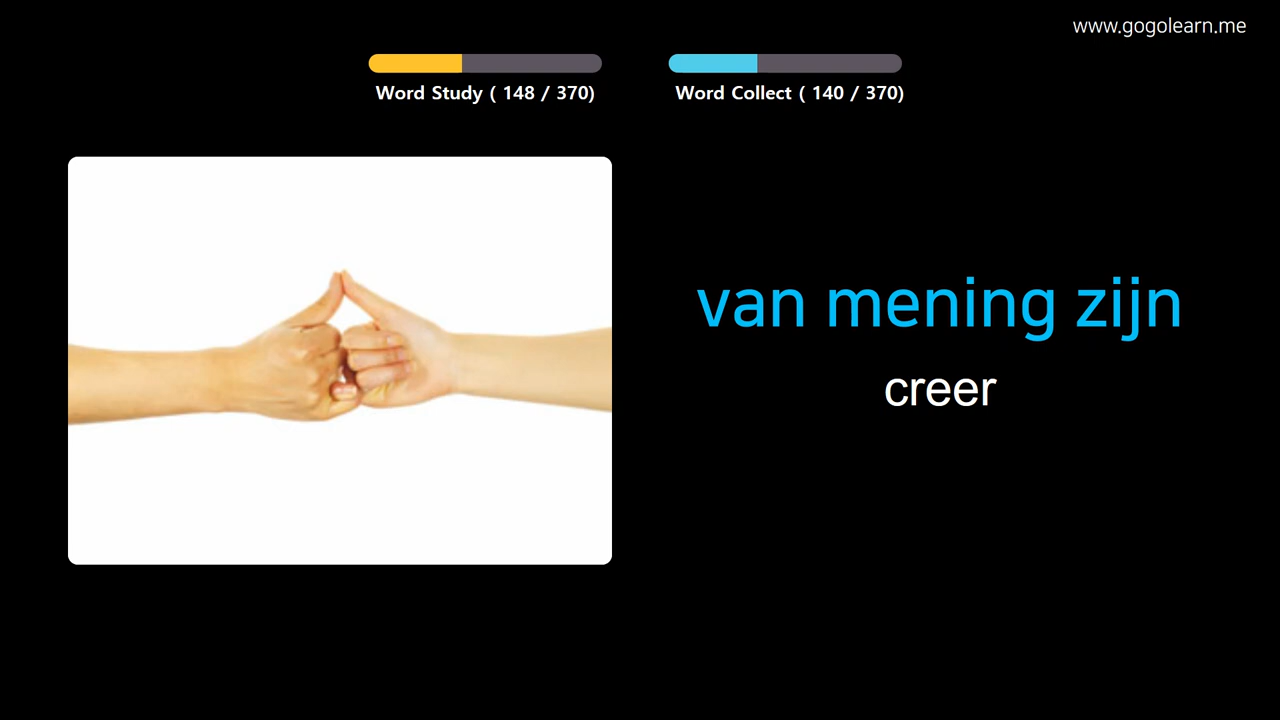 www.gogolearn.me
Word Study ( 148 / 370)
Word Collect ( 140 / 370)
van mening zijn
creer